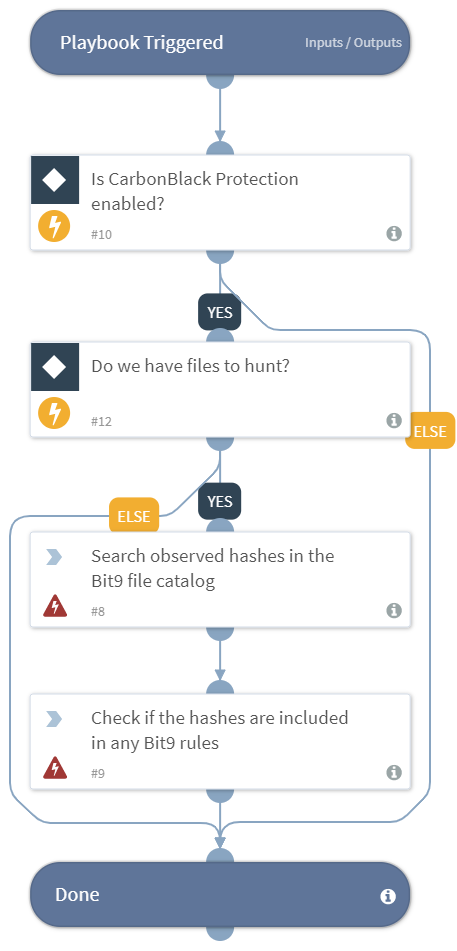 Playbook Triggered
Inputs / Outputs
Is CarbonBlack Protection
enabled?
#10
YES
Do we have files to hunt?
#12
ELSE
YES
ELSE
Search observed hashes in the
Bit9 file catalog
#8
Check if the hashes are included
in any Bit9 rules
#9
Done